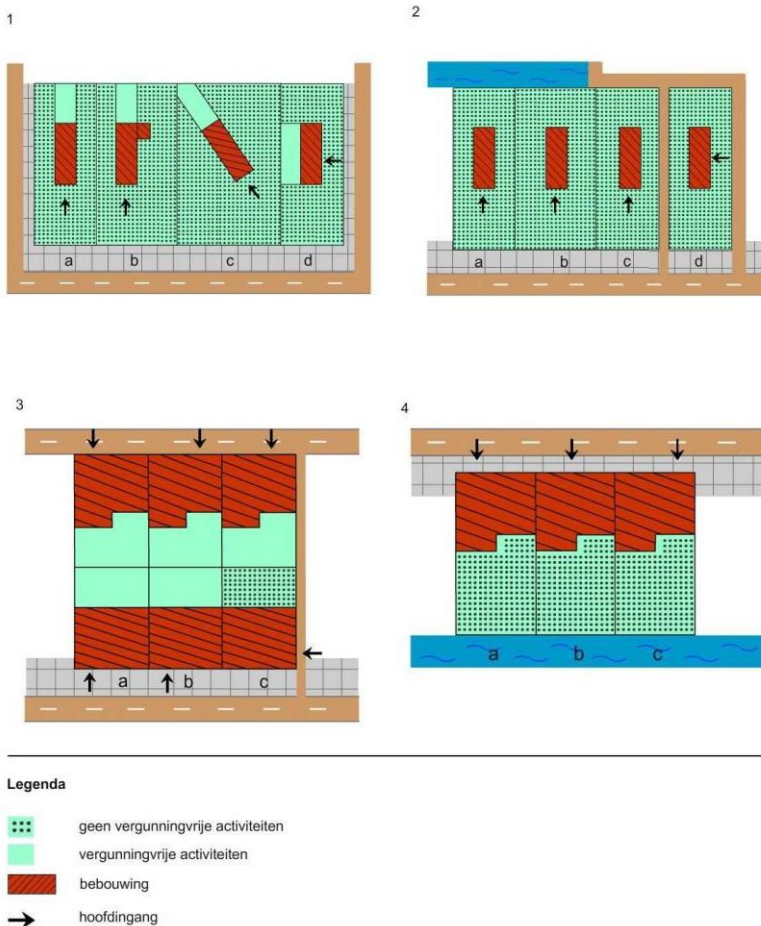 1
2
a b c d
a b c d
3
4
a b c
a b c
Legenda
geen vergunningvrije activiteiten
vergunningvrije activiteiten
bebouwing
hoofdingang